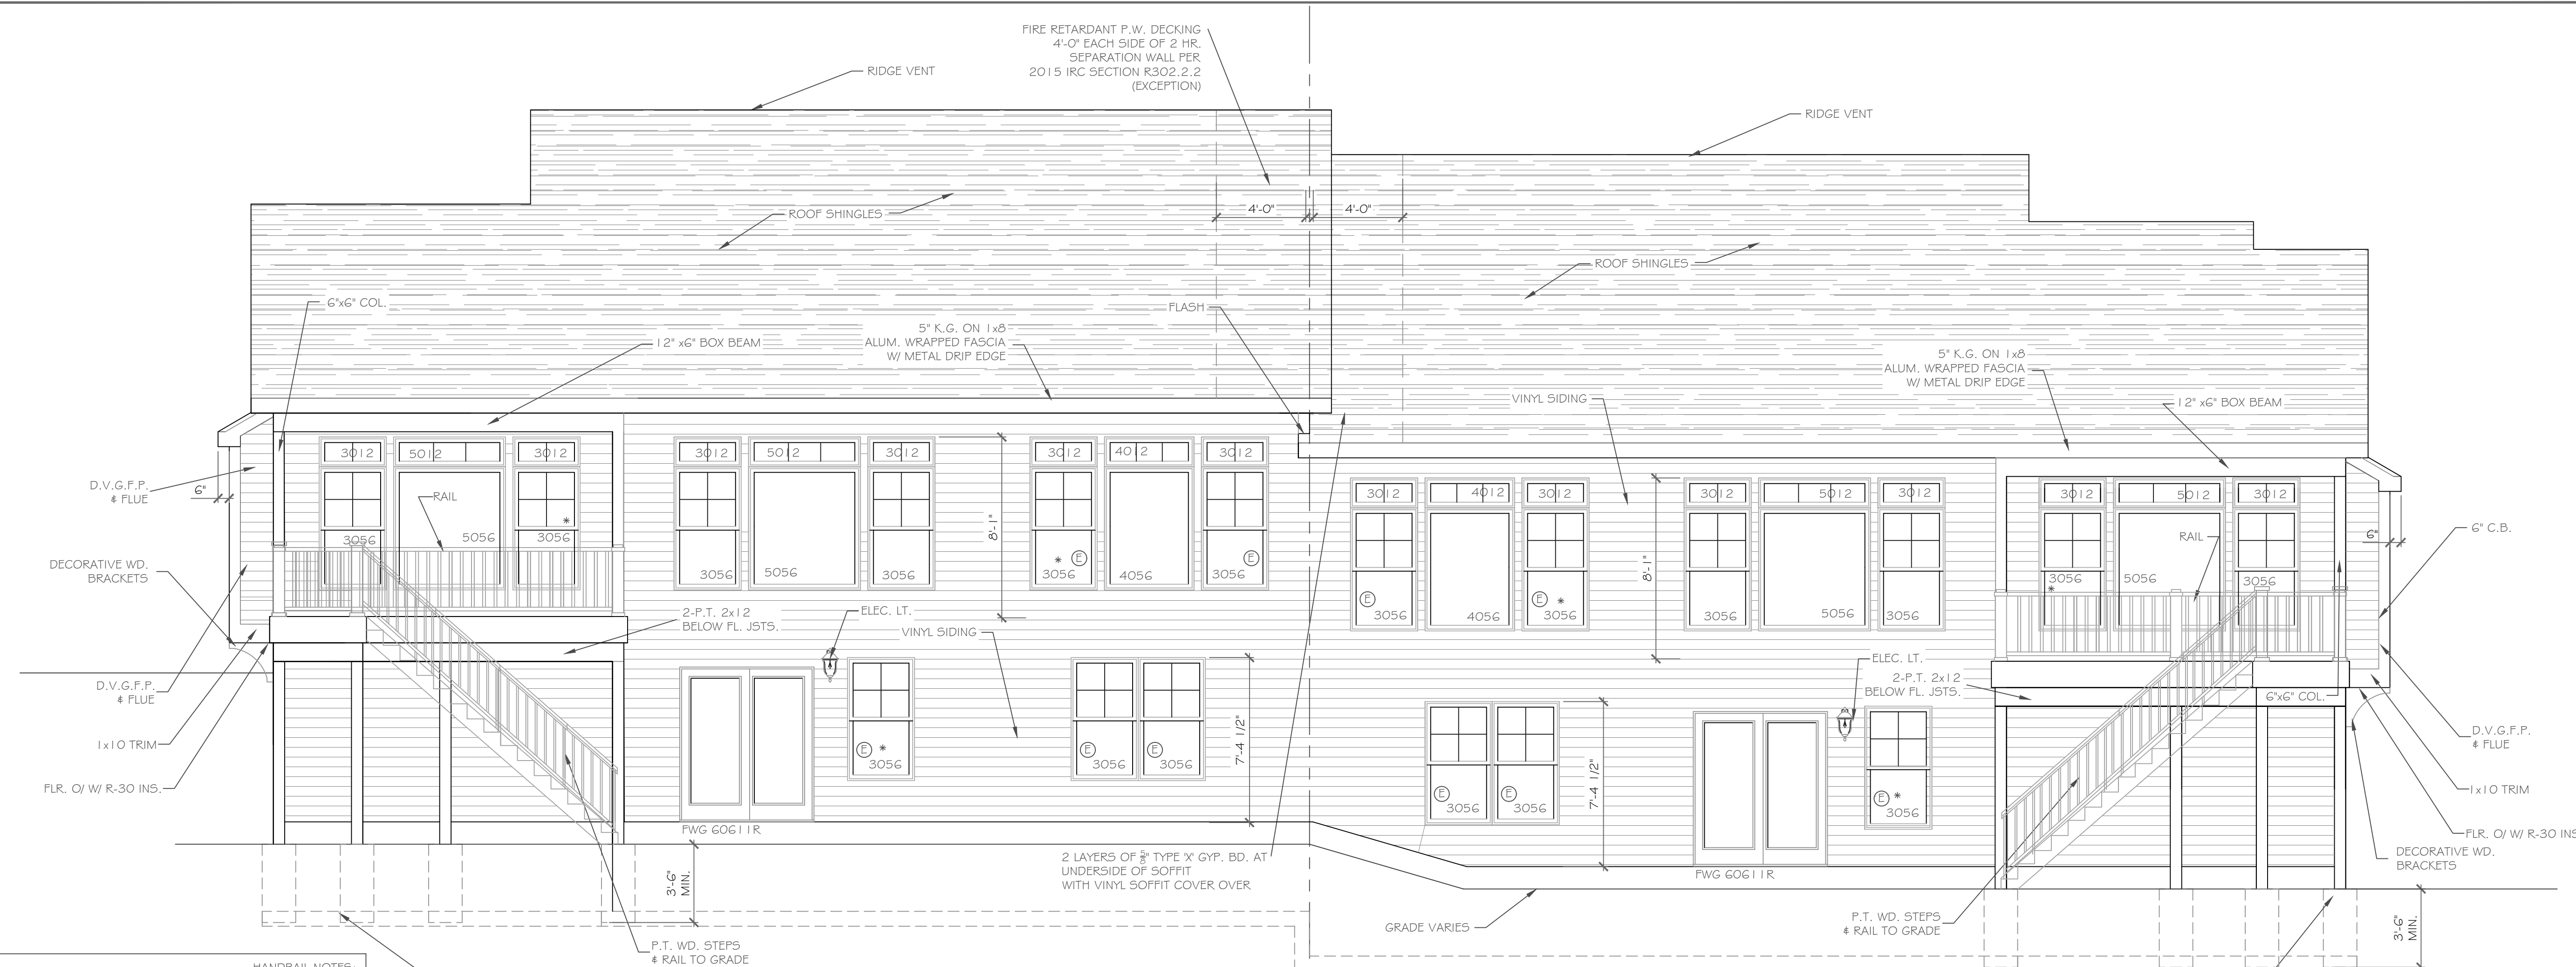 FIRE RETARDANT P.W. DECKING
4'-0" EACH SIDE OF 2 HR.
SEPARATION WALL PER
2015 IRC SECTION R302.2.2
(EXCEPTION)
RIDGE VENT
RIDGE VENT
ROOF SHINGLES
4'-0"
4'-0"
ROOF SHINGLES
6"x6" COL.
FLASH
5" K.G. ON 1x8
ALUM. WRAPPED FASCIA
W/ METAL DRIP EDGE
12" x6" BOX BEAM
5" K.G. ON 1x8
ALUM. WRAPPED FASCIA
W/ METAL DRIP EDGE
VINYL SIDING
12" x6" BOX BEAM
3012
5012
3012
3012
5012
3012
3012
4012
3012
3012
4012
3012
3012
5012
3012
3012
5012
3012
D.V.G.F.P.
& FLUE
6"
RAIL
8'-1"
*
3056
5056
3056
3056
5056
3056
* E
3056
4056
E
3056
E
3056
4056
E *
3056
8'-1"
3056
5056
3056
3056
*
5056
3056
RAIL
6"
6" C.B.
DECORATIVE WD.
BRACKETS
2-P.T. 2x12
BELOW FL. JSTS.
ELEC. LT.
VINYL SIDING
ELEC. LT.
2-P.T. 2x12
BELOW FL. JSTS.
6"x6" COL.
D.V.G.F.P.
& FLUE
1x10 TRIM
FLR. O/ W/ R-30 INS.
E *
3056
E
3056
E
3056
7'-4 1/2"
E
3056
E
3056
7'-4 1/2"
E *
3056
D.V.G.F.P.
& FLUE
1x10 TRIM
FLR. O/ W/ R-30 INS
DECORATIVE WD.
BRACKETS
FWG 60611R
FWG 60611R
2 LAYERS OF 5/8" TYPE 'X' GYP. BD. AT
UNDERSIDE OF SOFFIT
WITH VINYL SOFFIT COVER OVER
3'-6"
MIN.
GRADE VARIES
P.T. WD. STEPS
& RAIL TO GRADE
3'-6"
MIN.
P.T. WD. STEPS
& RAIL TO GRADE
HANDRAIL NOTES: